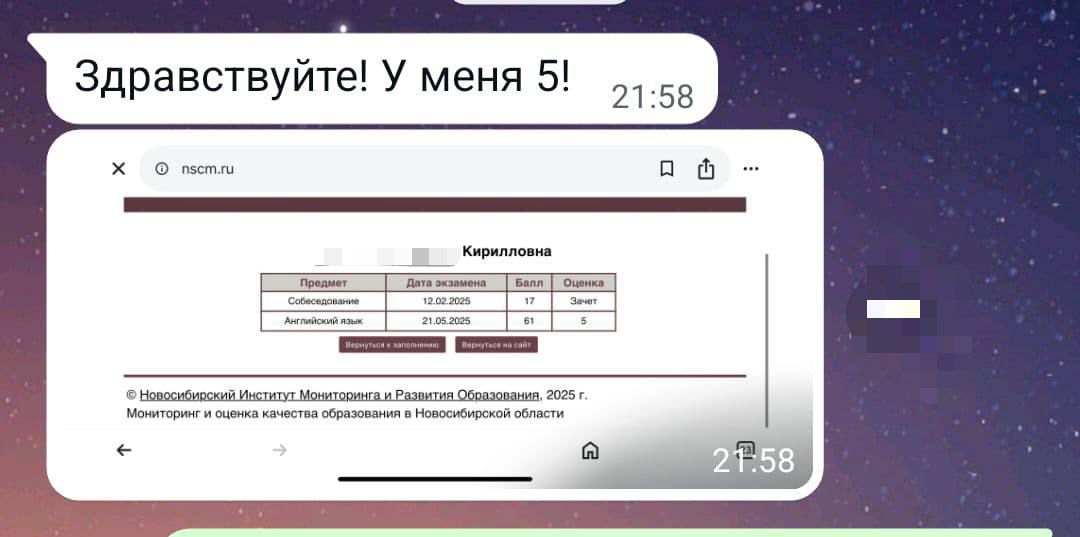 Здравствуйте! У меня 5!
21:58
nscm.ru
Кирилловна
Предмет Дата экзамена Балл Оценка
Собеседование 12.02.2025 17 Зачет
Английский язык 21.05.2025 61 5
Вернуться к заполнению Вернуться на сайт
© Новосибирский Институт Мониторинга и Развития Образования, 2025 г.
Мониторинг и оценка качества образования в Новосибирской области
23
21:58